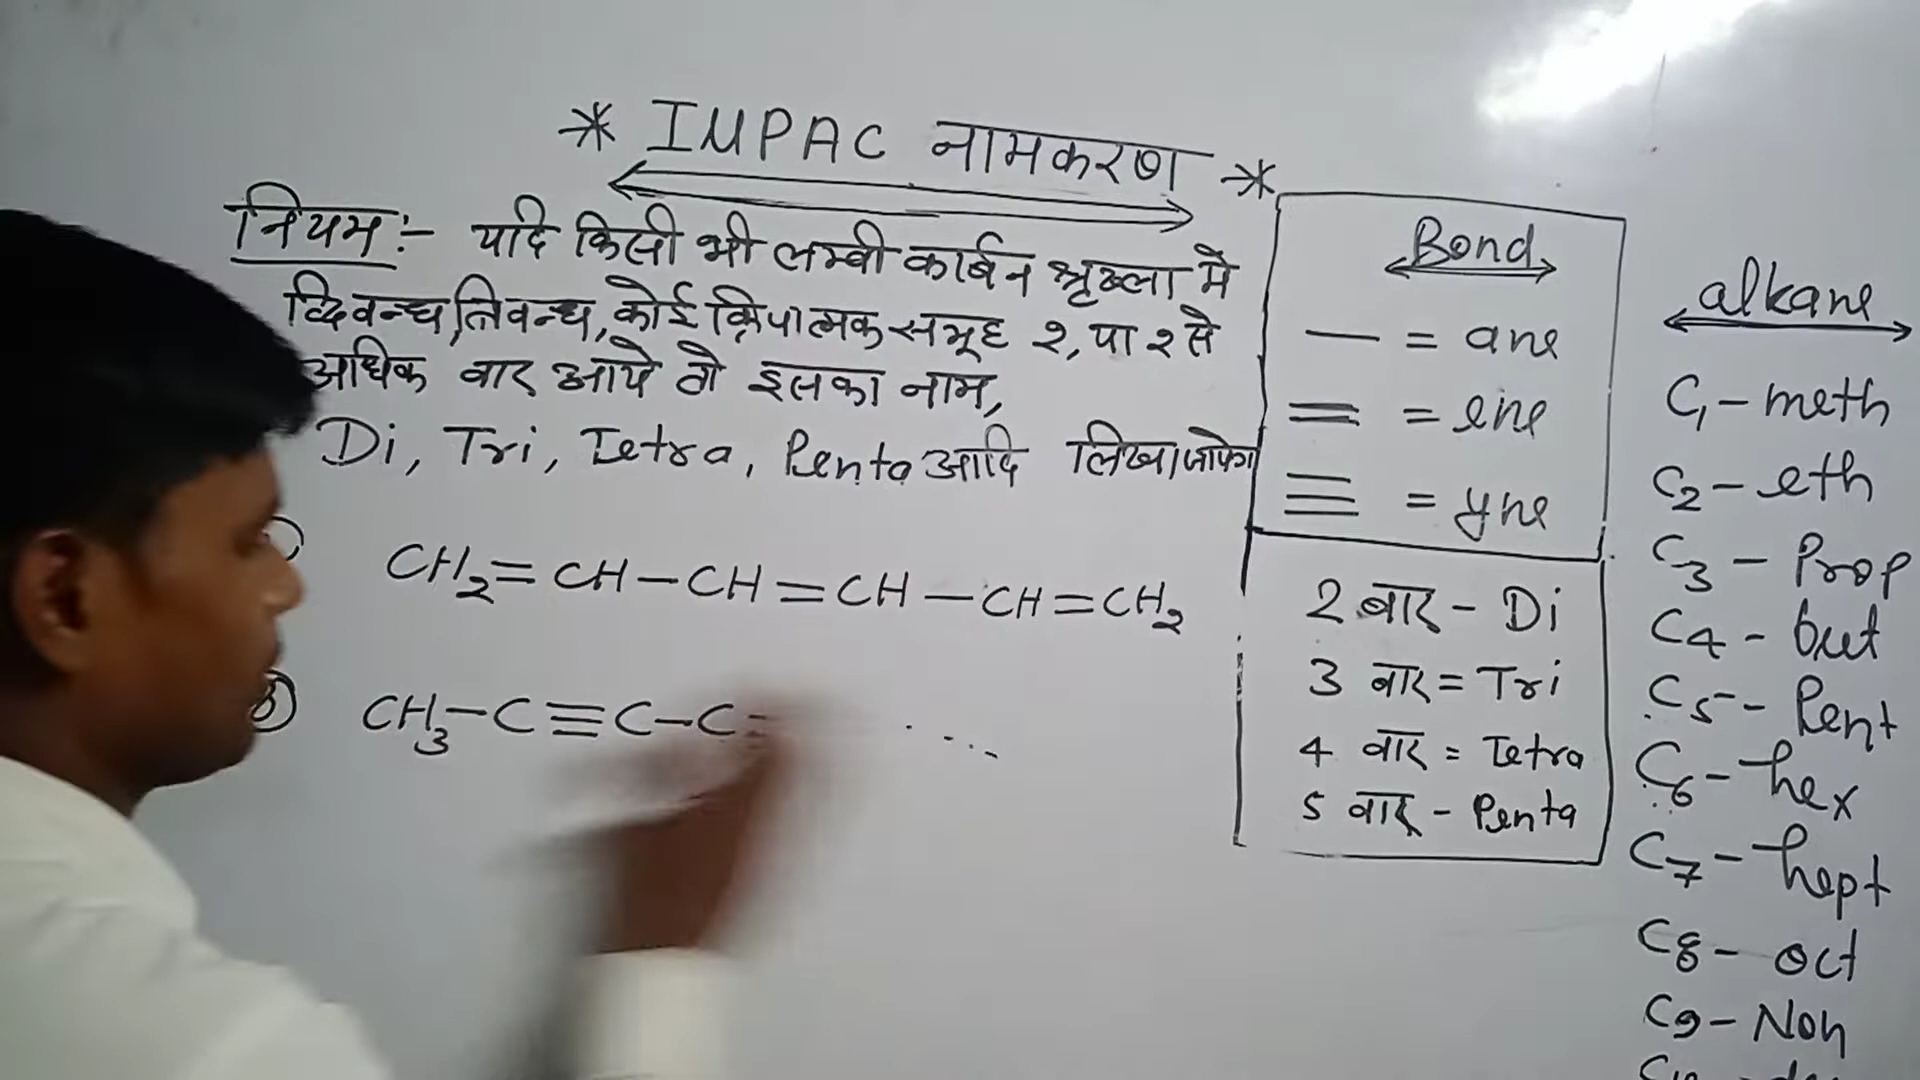 * IUPAC नामकरण *
नियम:- यदि किसी भी लम्बी कार्बन श्रृखला मे
द्विवन्ध,त्रिवन्ध, कोई क्रियात्मक समूह २, या २ से
अधिक वार आये तो इसका नाम,
Di, Tri, Tetra, Penta आदि लिखा जायेगा
CH₂=CH—CH=CH—CH=CH₂
CH₃—C≡C—C
Bond
— = ane
= = ene
≡ = yne
2 बार - Di
3 बार = Tri
4 वार = Tetra
5 वार - Penta
alkane
C₁ - meth
C₂ - eth
C₃ - Prop
C₄ - but
C₅ - Pent
C₆ - hex
C₇ - hept
C₈ - oct
C₉ - Non